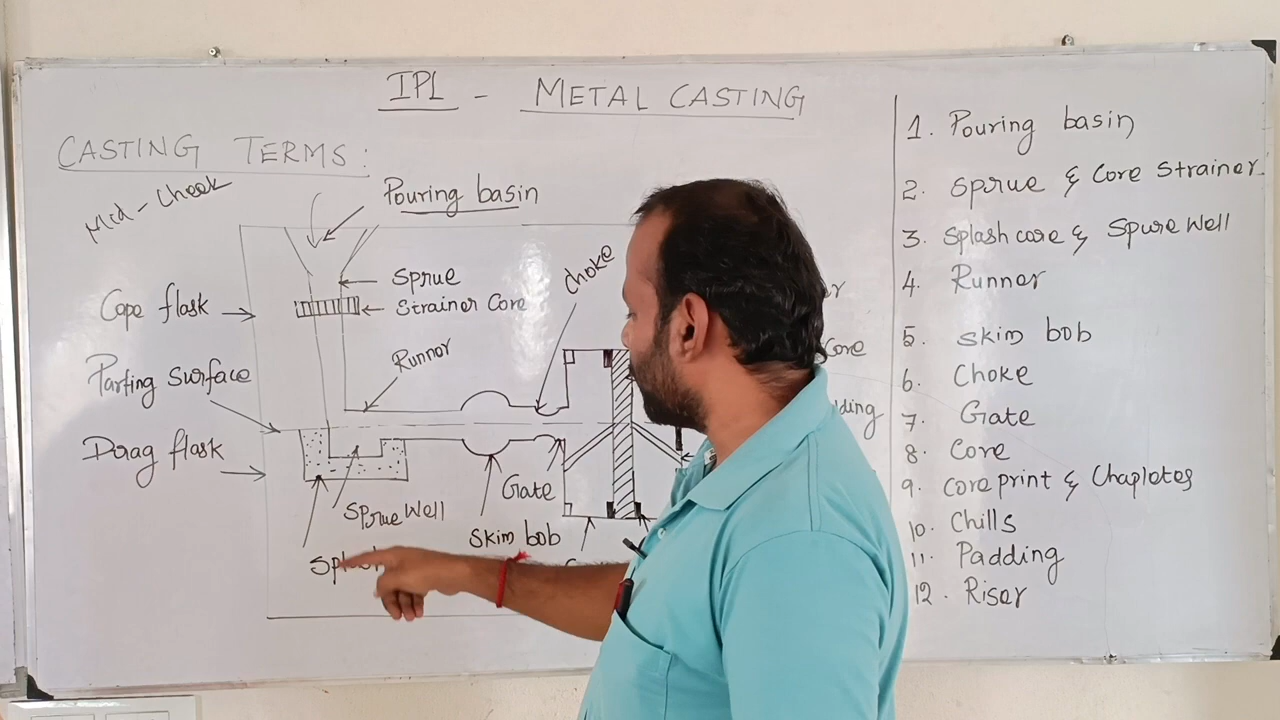 IPL - METAL CASTING
CASTING TERMS:
Mid - Cheek
Pouring basin
Sprue
Strainer Core
Choke
Cope flask
Runner
Parting Surface
Drag flask
Sprue Well
Gate
Skim bob
1. Pouring basin
2. Sprue & Core Strainer
3. Splash core & Spure Well
4. Runner
5. Skim bob
6. Choke
7. Gate
8. Core
9. Core print & Chaplets
10. Chills
11. Padding
12. Riser